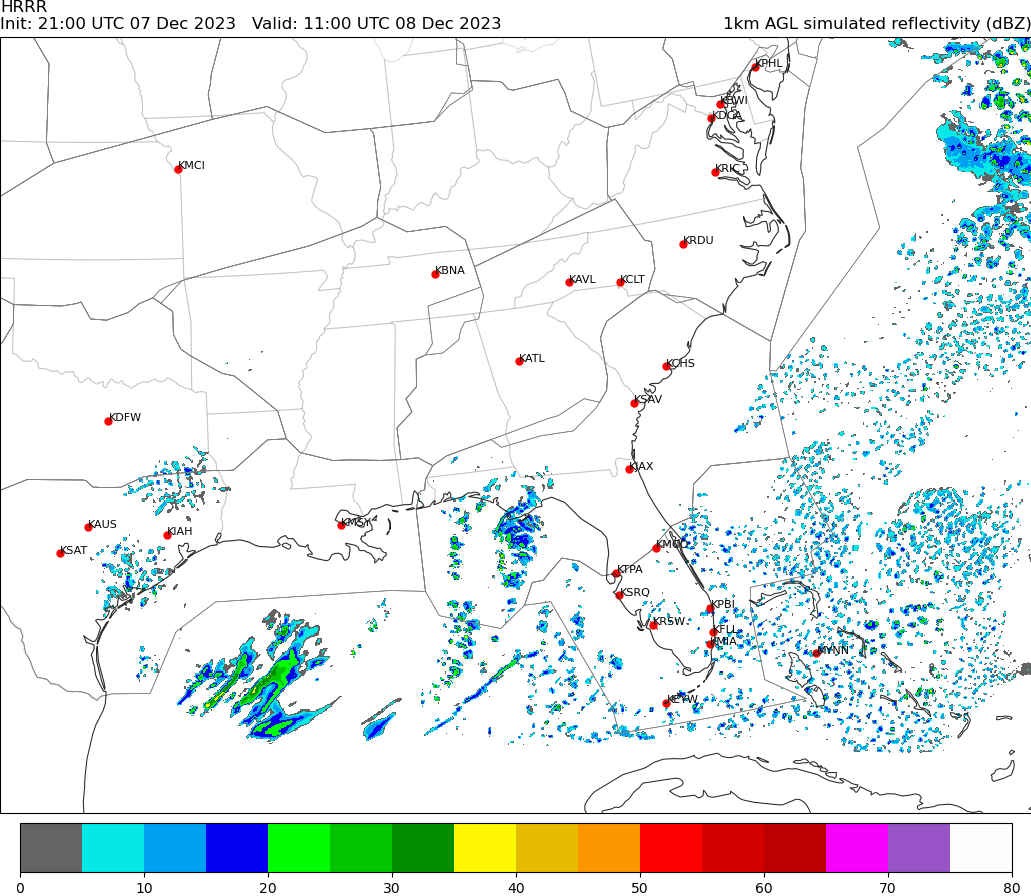 HRRR
Init: 21:00 UTC 07 Dec 2023 Valid: 11:00 UTC 08 Dec 2023 1km AGL simulated reflectivity (dBZ)
KPHL
KBWI
KDCA
KMCI
KRIC
KRDU
KBNA
KAVL KCLT
KATL
KCHS
KSAV
KDFW
KJAX
KAUS
KMSY
KIAH
KSAT
KMCO
KTPA
KSRQ
KPBI
KRSW
KFLL
KMIA
MYNN
KEYW
0 10 20 30 40 50 60 70 80